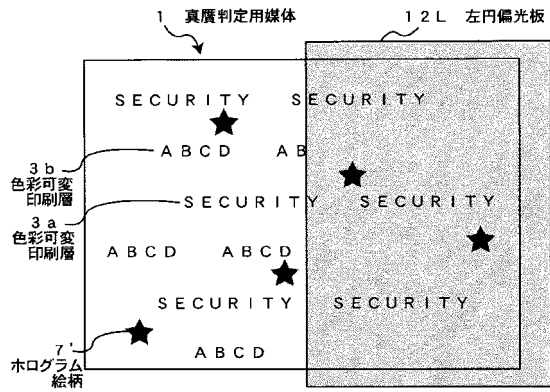 1 真贋判定用媒体
12L 左円偏光板
SECURITY SECURITY
3b
色彩可変
印刷層
ABCD AB
3a
色彩可変
印刷層
SECURITY SECURITY
ABCD ABCD
SECURITY SECURITY
7'
ホログラム
絵柄
ABCD